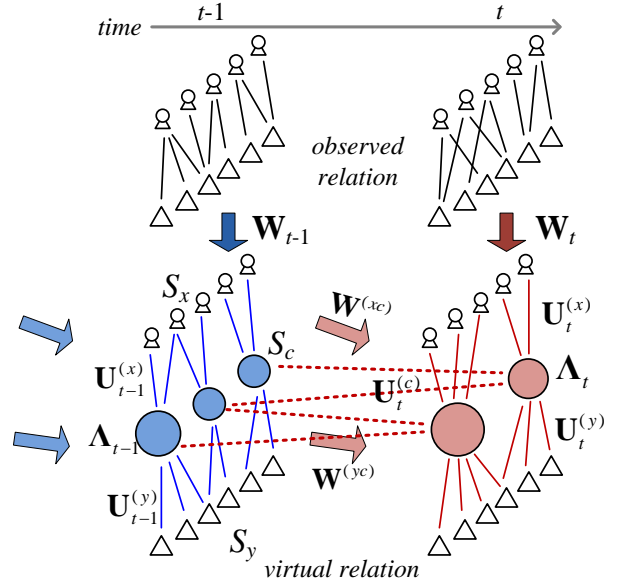 time t-1 t
observed
relation
W_{t-1} W_t
S_x W^{(xc)} U_t^{(x)}
S_c
U_{t-1}^{(x)} U_t^{(c)} Λ_t
Λ_{t-1} U_t^{(y)}
W^{(yc)}
U_{t-1}^{(y)}
S_y
virtual relation